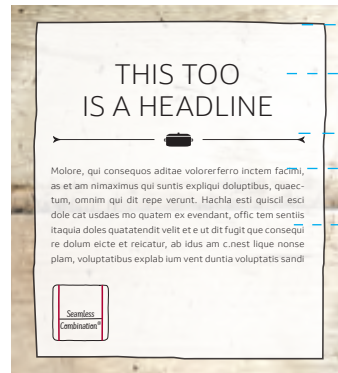 THIS TOO
IS A HEADLINE
Molore, qui consequos aditae volorerferro inctem facimi,
as et am nimaximus qui suntis expliqui doluptibus, quaec-
tum, omnim qui dit repe verunt. Hachla esti quiscil esci
dole cat usdaes mo quatem ex evendant, offic tem sentiis
itaquia doles quatatendit velit et e ut dit fugit que consequi
re dolum eicte et reicatur, ab idus am c.nest lique nonse
plam, voluptatibus explab ium vent duntia voluptatis sandi
Seamless
Combination®